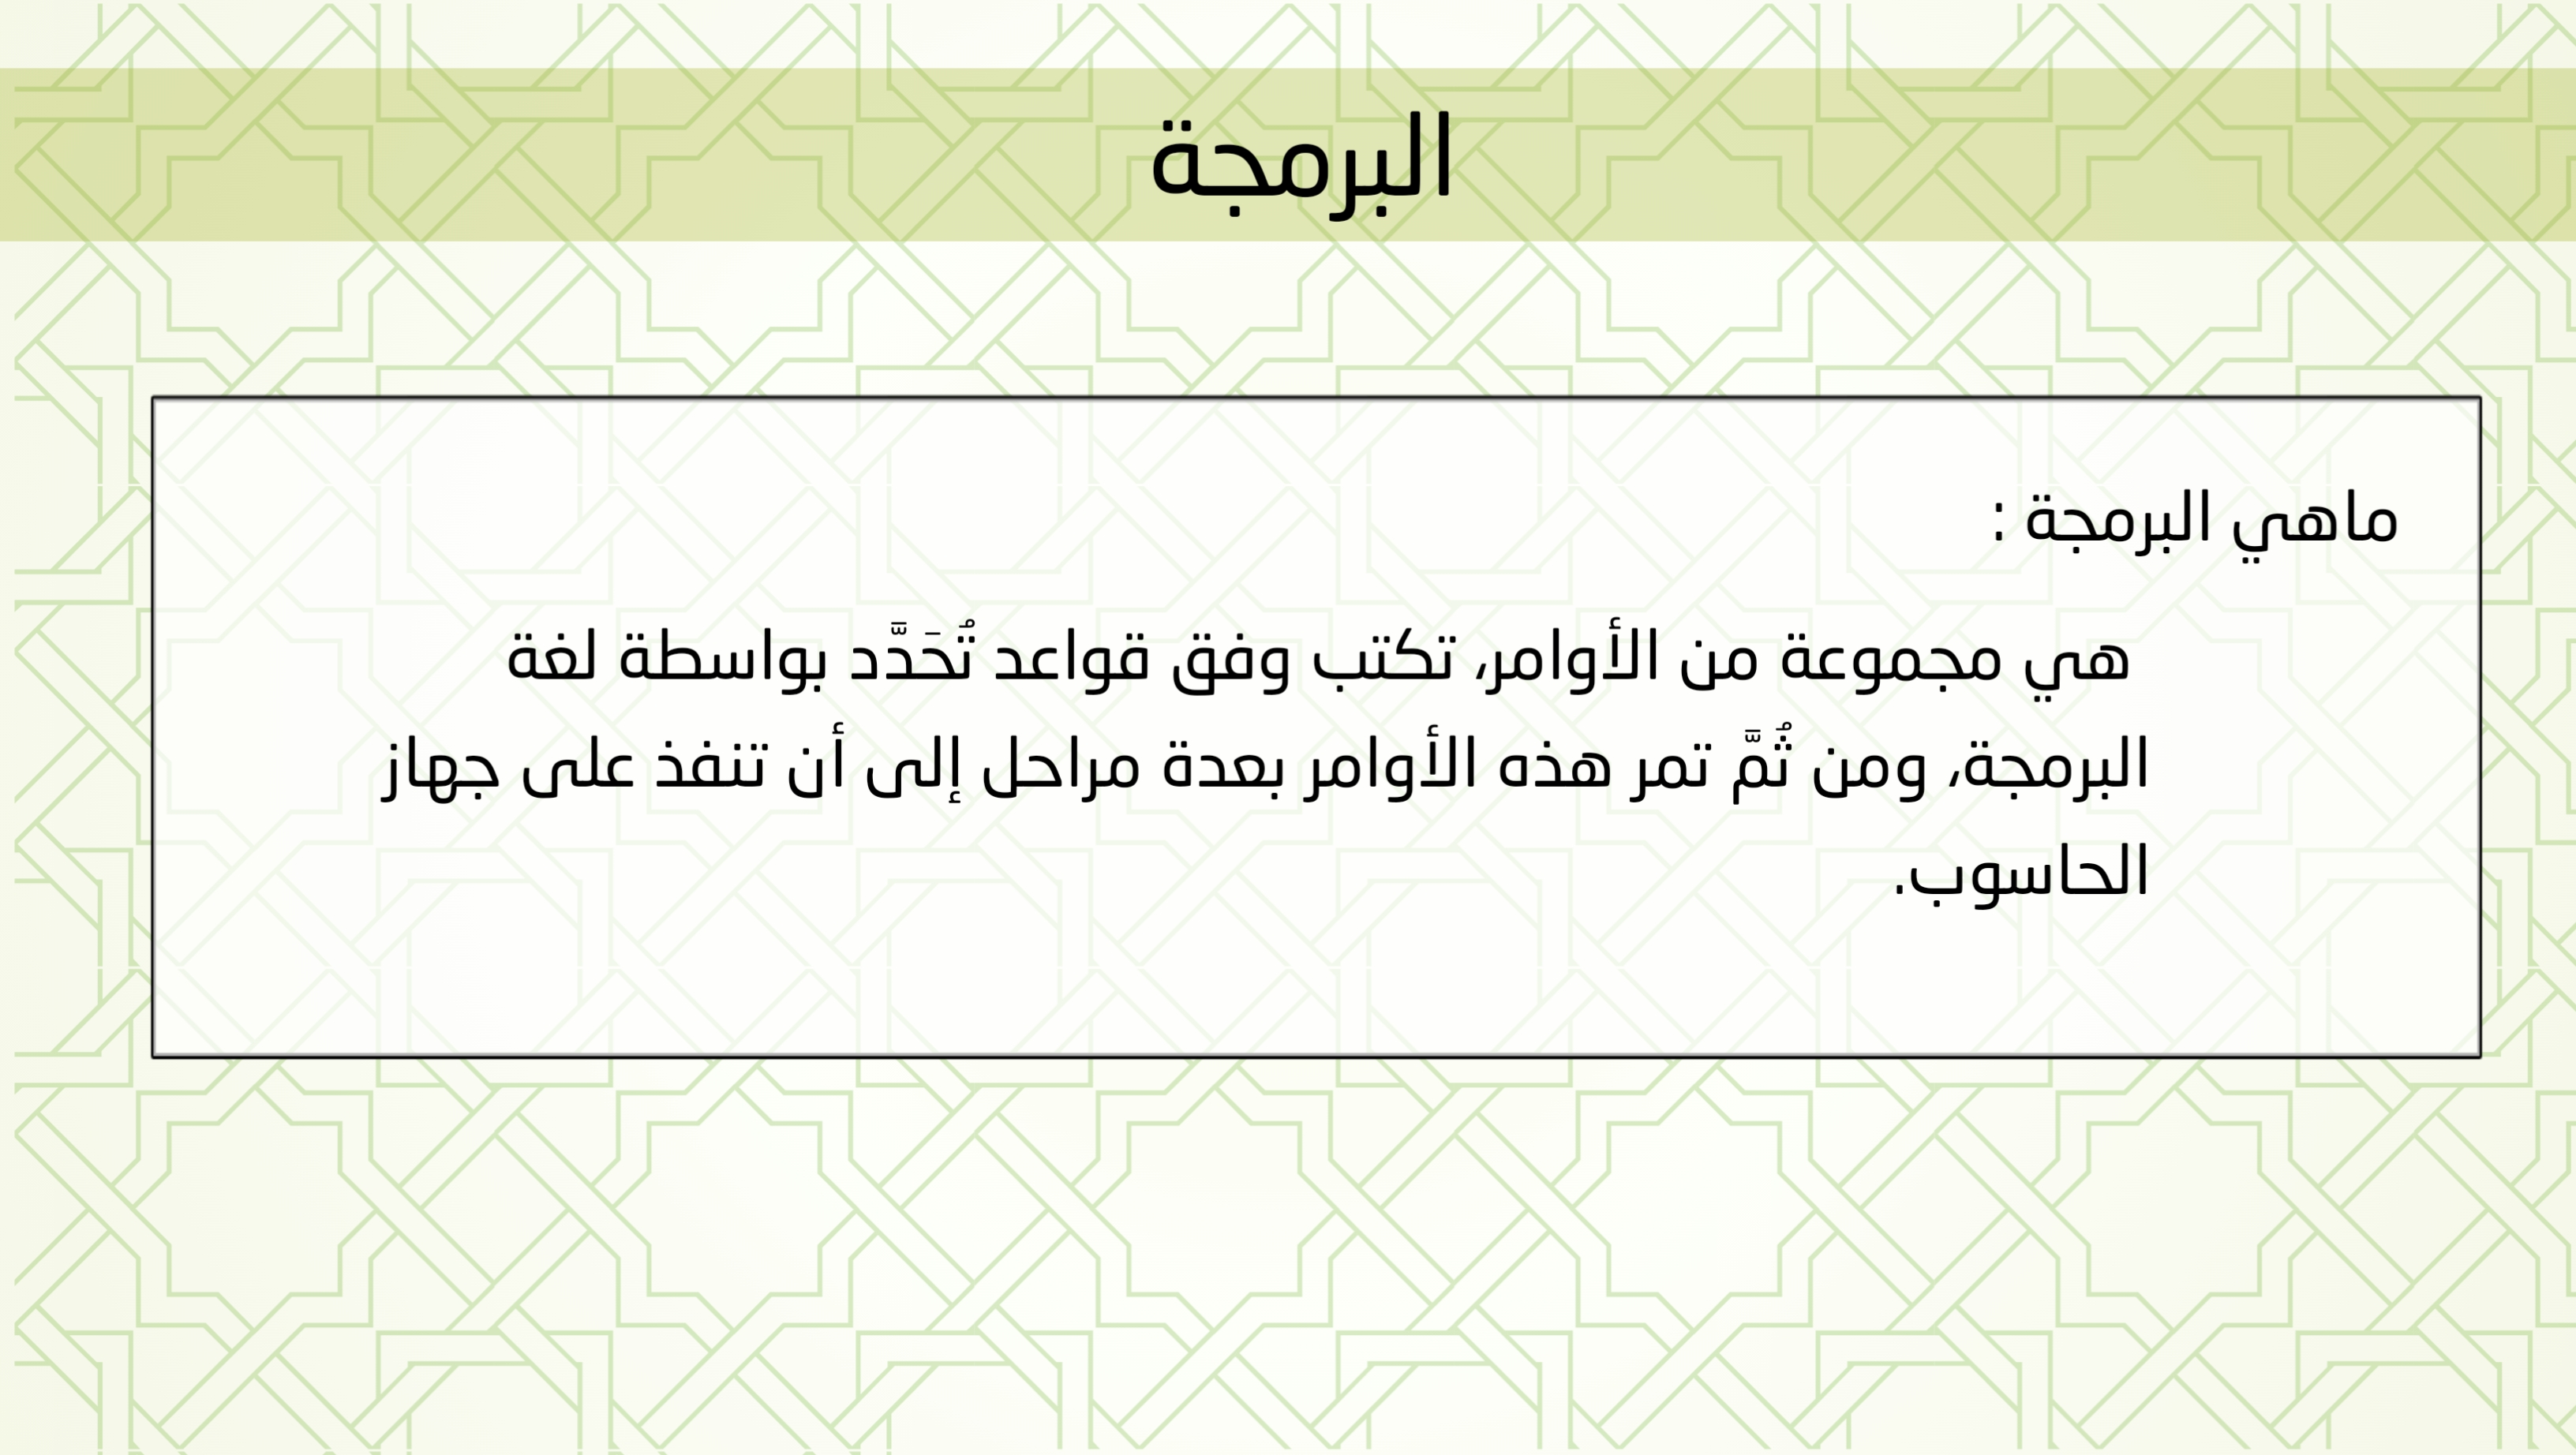 البرمجة
ماهي البرمجة :
هي مجموعة من الأوامر، تكتب وفق قواعد تُحَدَّد بواسطة لغة
البرمجة، ومن ثُمَّ تمر هذه الأوامر بعدة مراحل إلى أن تنفذ على جهاز
الحاسوب.